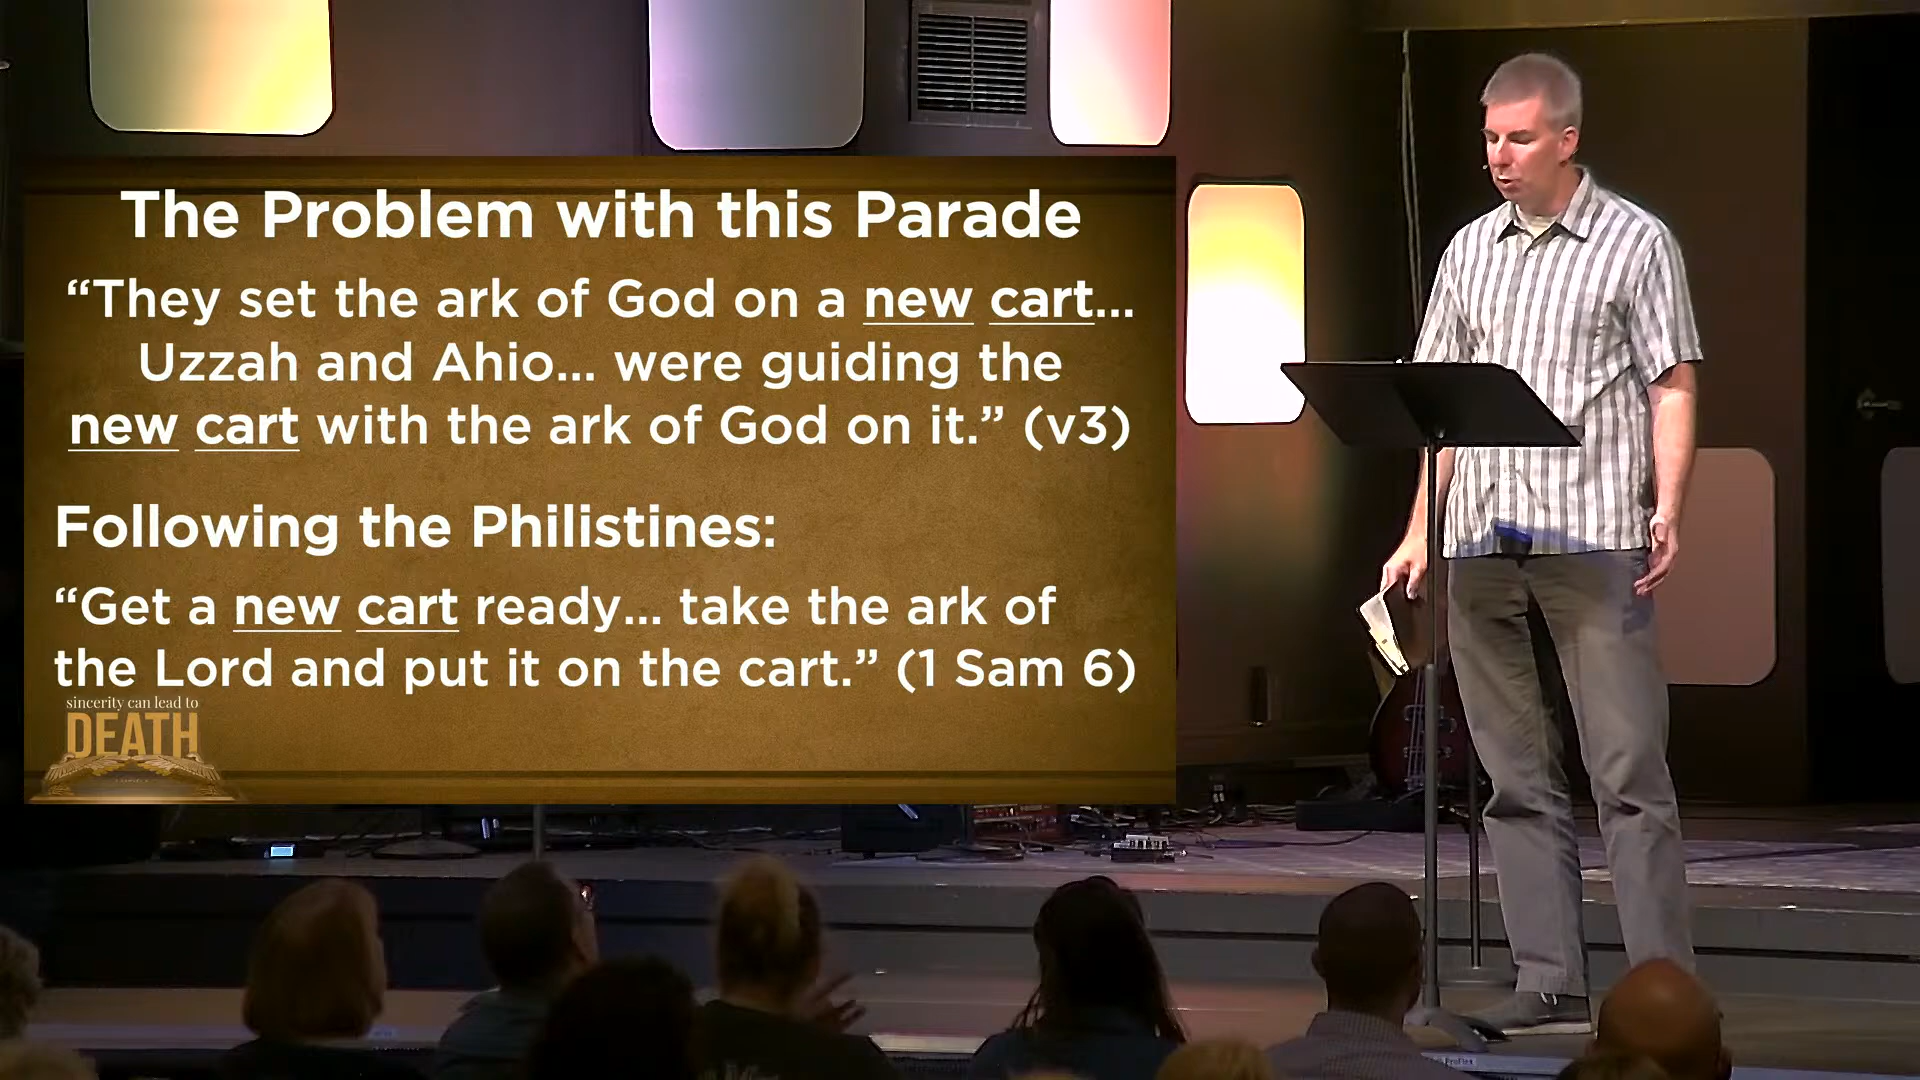 The Problem with this Parade
“They set the ark of God on a new cart...
Uzzah and Ahio... were guiding the
new cart with the ark of God on it.” (v3)
Following the Philistines:
“Get a new cart ready... take the ark of
the Lord and put it on the cart.” (1 Sam 6)
sincerity can lead to
DEATH